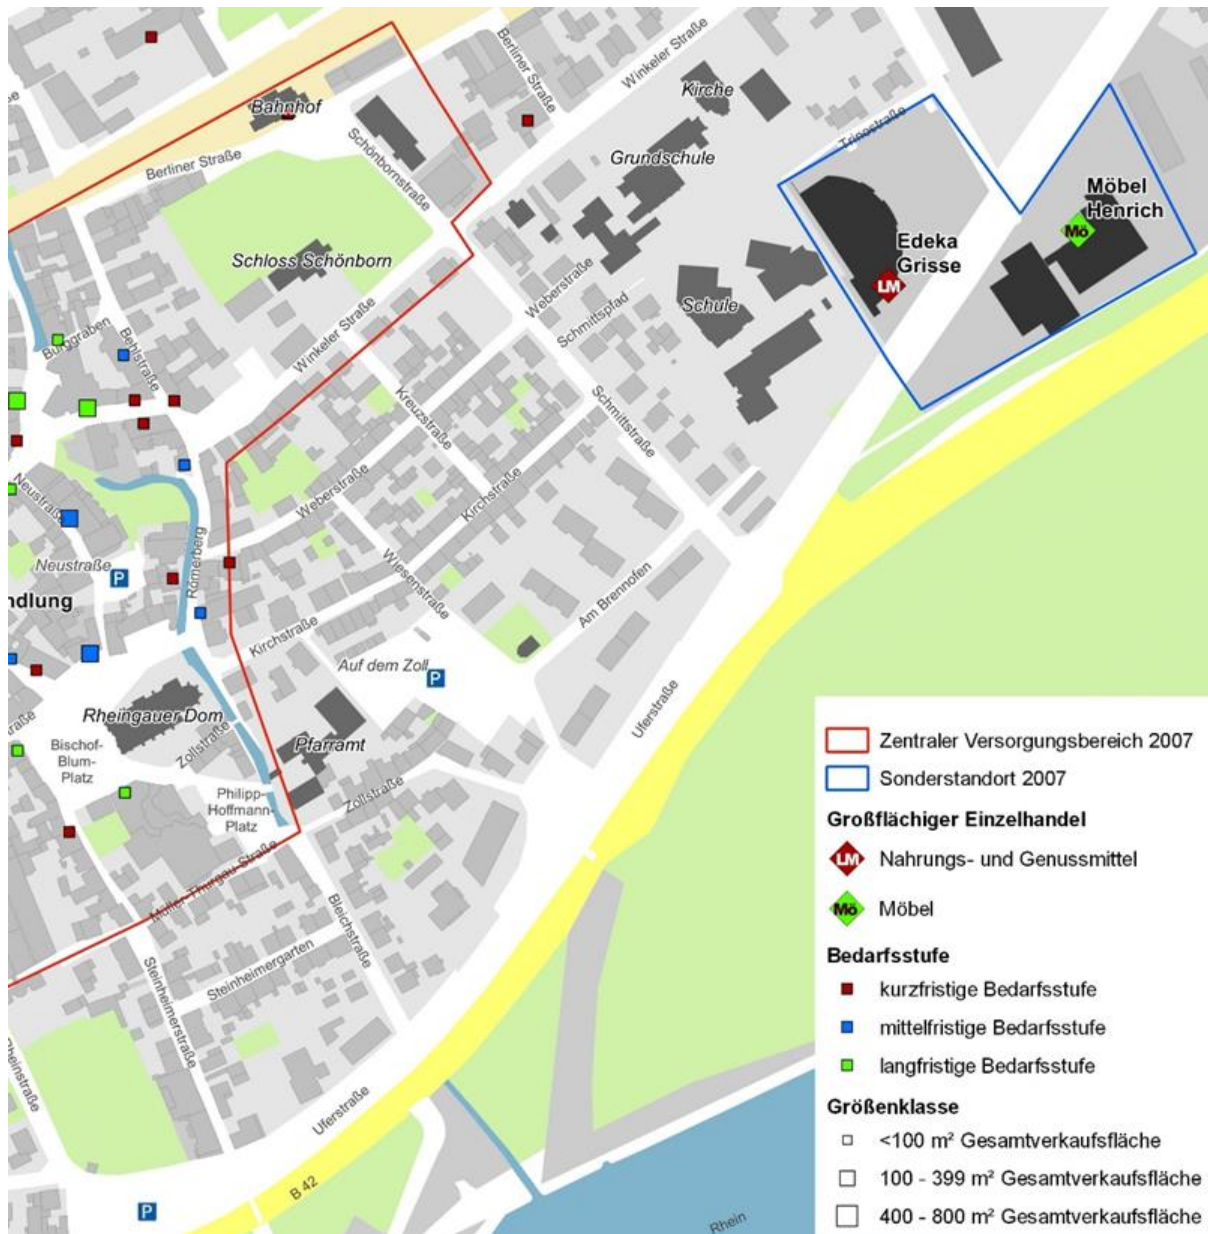 Bahnhof
Berliner Straße
Berliner Straße
Winkeler Straße
Kirche
Grundschule
Schönbornstraße
Schloss Schönborn
Burggraben
Behlstraße
Winkeler Straße
Weberstraße
Schmittspfad
Schule
Edeka
Grisse
LM
Möbel
Henrich
Mö
Kreuzstraße
Schmittstraße
Neustraße
Neustraße
P
Römerberg
Weberstraße
Kirchstraße
Wiesenstraße
Am Brennofen
ndlung
Kirchstraße
Auf dem Zoll
P
Uferstraße
Rheingauer Dom
Pfarramt
Zollstraße
Zollstraße
Bischof-
Blum-
Platz
Philipp-
Hoffmann-
Platz
Müller-Thurgau-Straße
Bleichstraße
Steinheimergarten
Steinheimerstraße
Rheinstraße
Uferstraße
B 42
P
Rhein
Zentraler Versorgungsbereich 2007
Sonderstandort 2007
Großflächiger Einzelhandel
LM Nahrungs- und Genussmittel
Mö Möbel
Bedarfsstufe
kurzfristige Bedarfsstufe
mittelfristige Bedarfsstufe
langfristige Bedarfsstufe
Größenklasse
<100 m² Gesamtverkaufsfläche
100 - 399 m² Gesamtverkaufsfläche
400 - 800 m² Gesamtverkaufsfläche